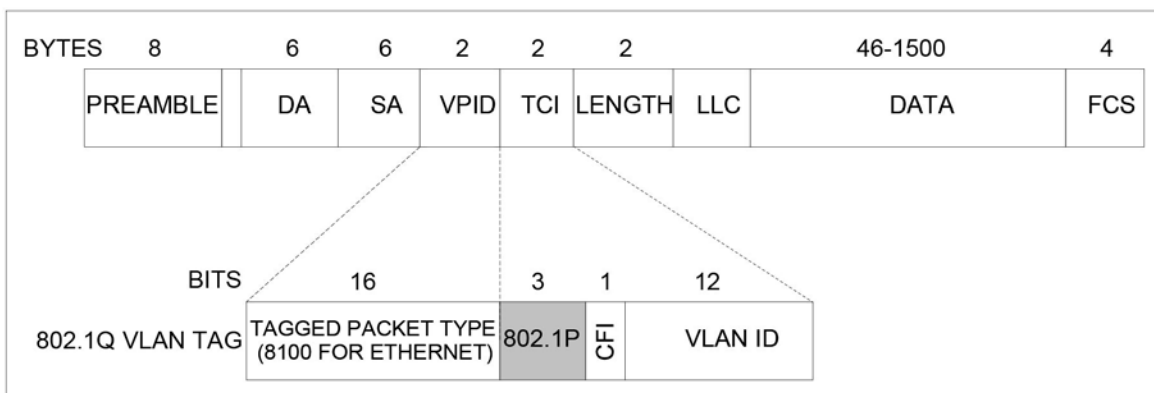 BYTES 8 6 6 2 2 2 46-1500 4
PREAMBLE DA SA VPID TCI LENGTH LLC DATA FCS
BITS 16 3 1 12
802.1Q VLAN TAG TAGGED PACKET TYPE 802.1P CFI VLAN ID
(8100 FOR ETHERNET)